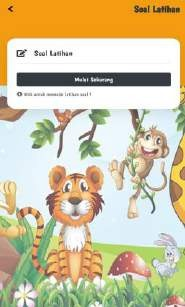 Soal Latihan
Soal Latihan
Mulai Sekarang
Klik untuk memulai latihan soal !